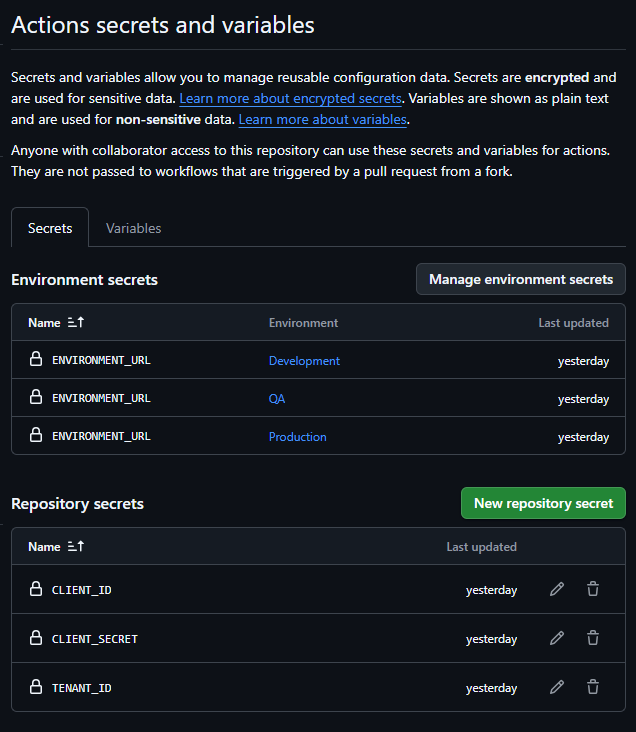 Actions secrets and variables
Secrets and variables allow you to manage reusable configuration data. Secrets are encrypted and
are used for sensitive data. Learn more about encrypted secrets. Variables are shown as plain text
and are used for non-sensitive data. Learn more about variables.
Anyone with collaborator access to this repository can use these secrets and variables for actions.
They are not passed to workflows that are triggered by a pull request from a fork.
Secrets Variables
Environment secrets Manage environment secrets
Name Environment Last updated
ENVIRONMENT_URL Development yesterday
ENVIRONMENT_URL QA yesterday
ENVIRONMENT_URL Production yesterday
Repository secrets New repository secret
Name Last updated
CLIENT_ID yesterday
CLIENT_SECRET yesterday
TENANT_ID yesterday